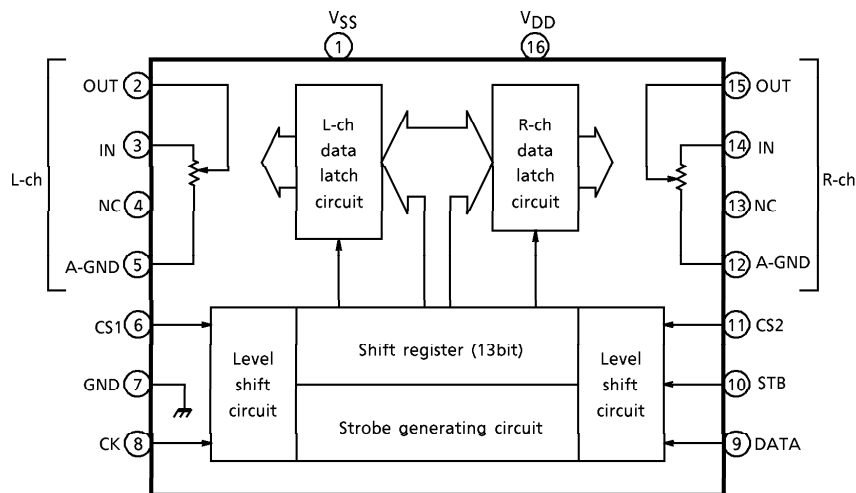 VSS
1
VDD
16
L-ch
OUT 2
IN 3
NC 4
A-GND 5
CS1 6
GND 7
CK 8
L-ch
data
latch
circuit
R-ch
data
latch
circuit
15 OUT
14 IN
13 NC
12 A-GND
R-ch
11 CS2
10 STB
9 DATA
Level
shift
circuit
Shift register (13bit)
Strobe generating circuit
Level
shift
circuit